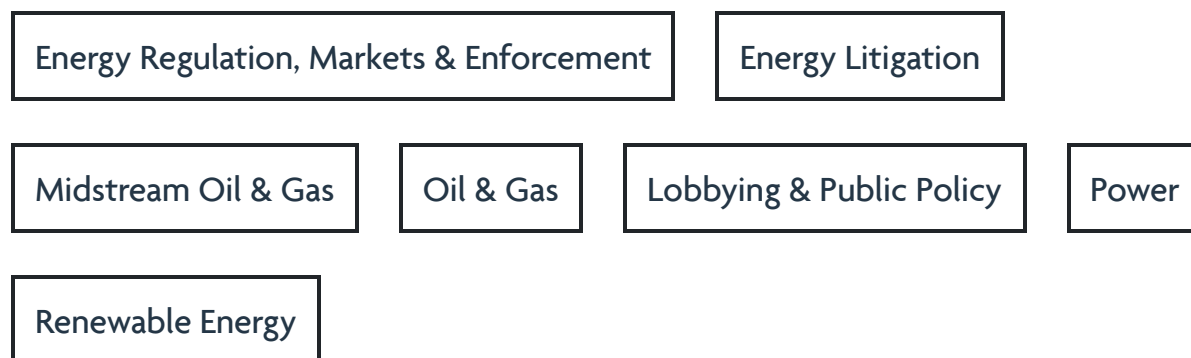 Energy Regulation, Markets & Enforcement Energy Litigation
Midstream Oil & Gas Oil & Gas Lobbying & Public Policy Power
Renewable Energy